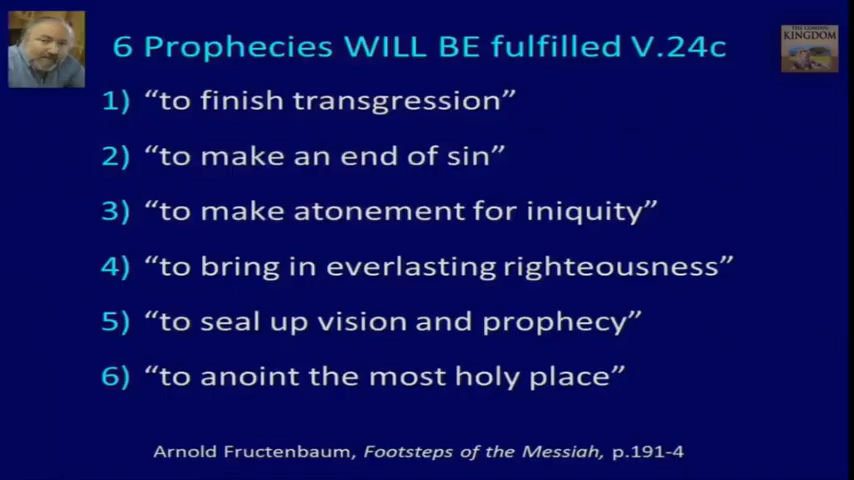 6 Prophecies WILL BE fulfilled V.24c
KINGDOM
1) “to finish transgression”
2) “to make an end of sin”
3) “to make atonement for iniquity”
4) “to bring in everlasting righteousness”
5) “to seal up vision and prophecy”
6) “to anoint the most holy place”
Arnold Fructenbaum, Footsteps of the Messiah, p.191-4